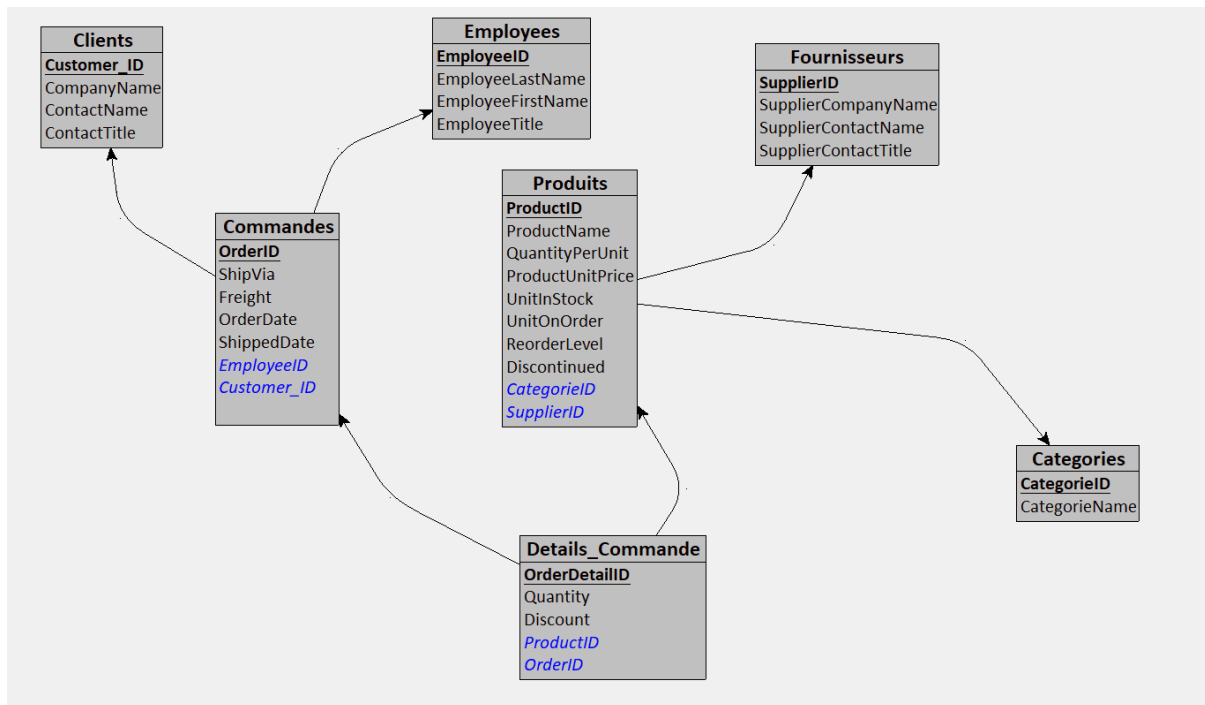 Clients
Customer_ID
CompanyName
ContactName
ContactTitle
Employees
EmployeeID
EmployeeLastName
EmployeeFirstName
EmployeeTitle
Fournisseurs
SupplierID
SupplierCompanyName
SupplierContactName
SupplierContactTitle
Commandes
OrderID
ShipVia
Freight
OrderDate
ShippedDate
EmployeeID
Customer_ID
Produits
ProductID
ProductName
QuantityPerUnit
ProductUnitPrice
UnitInStock
UnitOnOrder
ReorderLevel
Discontinued
CategorieID
SupplierID
Categories
CategorieID
CategorieName
Details_Commande
OrderDetailID
Quantity
Discount
ProductID
OrderID